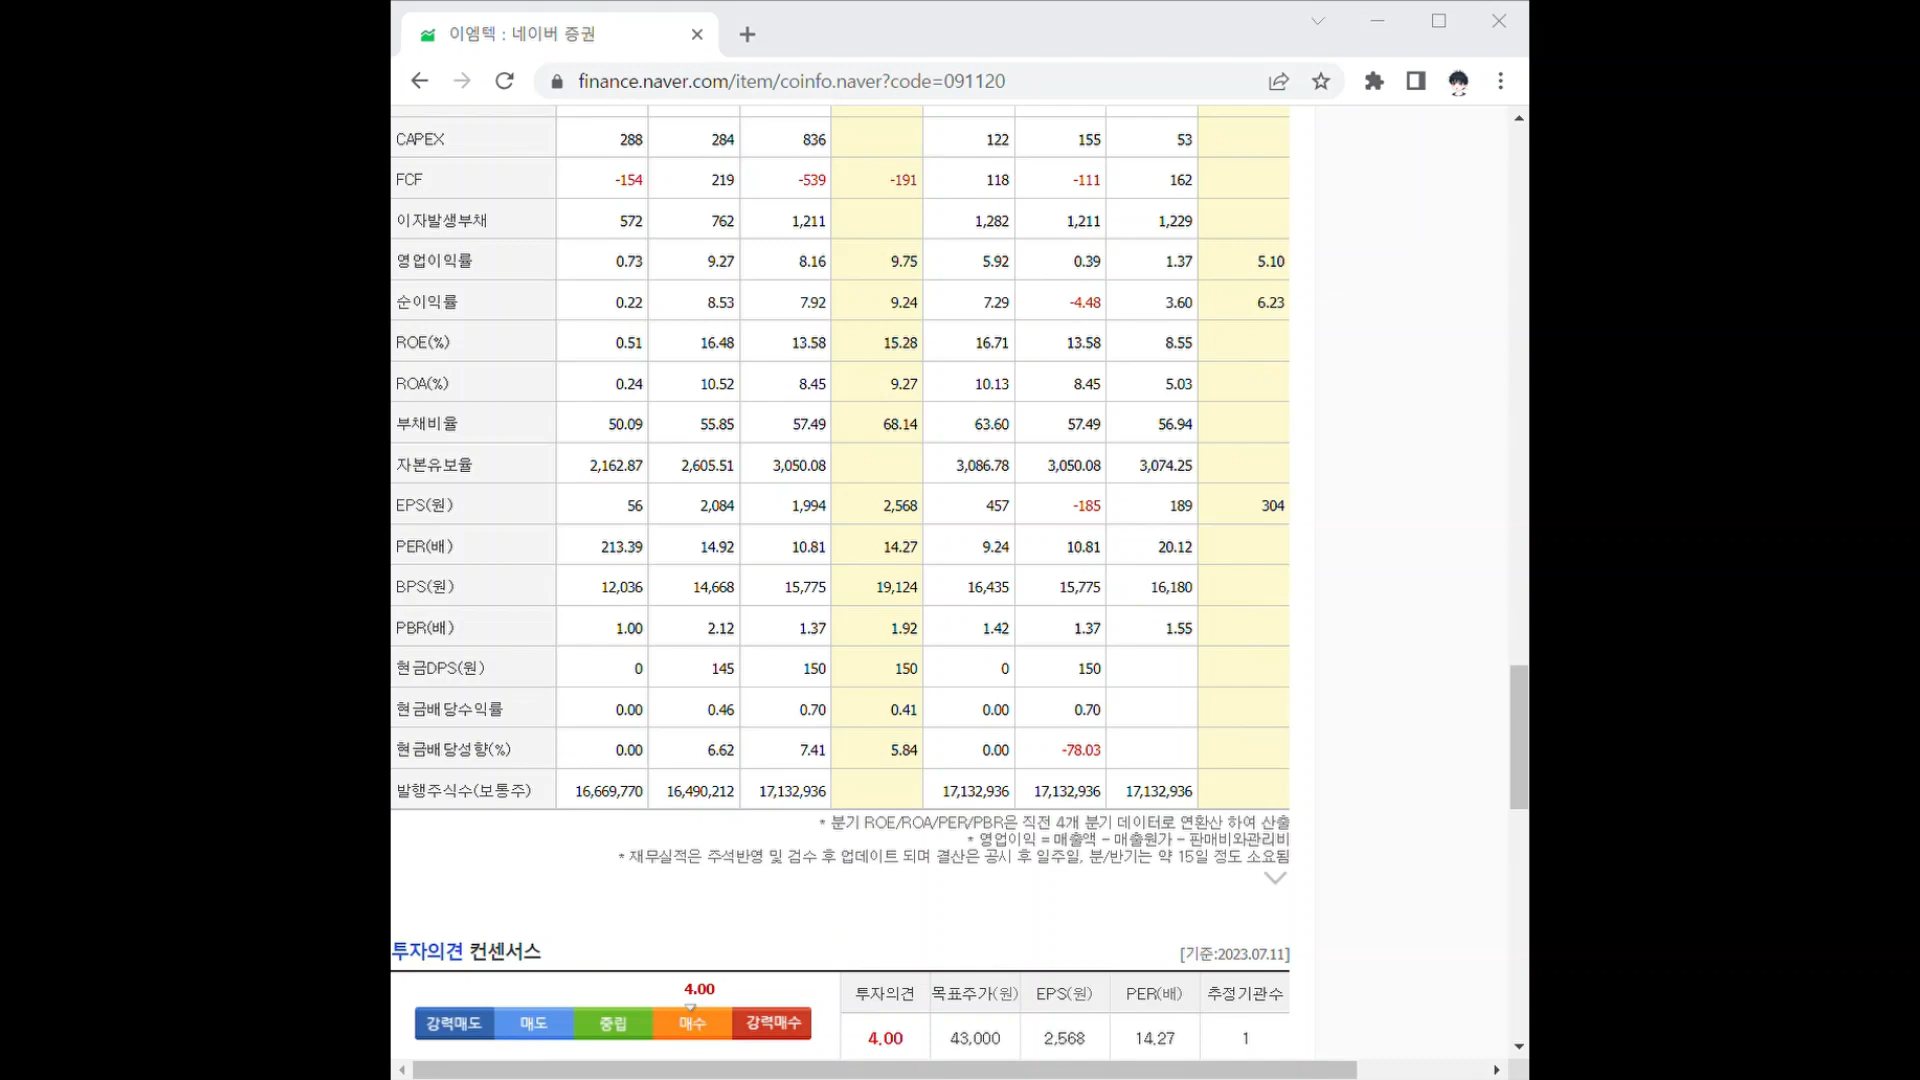 이엠텍 : 네이버 증권
finance.naver.com/item/coinfo.naver?code=091120
CAPEX 288 284 836 122 155 53
FCF -154 219 -539 -191 118 -111 162
이자발생부채 572 762 1,211 1,282 1,211 1,229
영업이익률 0.73 9.27 8.16 9.75 5.92 0.39 1.37 5.10
순이익률 0.22 8.53 7.92 9.24 7.29 -4.48 3.60 6.23
ROE(%) 0.51 16.48 13.58 15.28 16.71 13.58 8.55
ROA(%) 0.24 10.52 8.45 9.27 10.13 8.45 5.03
부채비율 50.09 55.85 57.49 68.14 63.60 57.49 56.94
자본유보율 2,162.87 2,605.51 3,050.08 3,086.78 3,050.08 3,074.25
EPS(원) 56 2,084 1,994 2,568 457 -185 189 304
PER(배) 213.39 14.92 10.81 14.27 9.24 10.81 20.12
BPS(원) 12,036 14,668 15,775 19,124 16,435 15,775 16,180
PBR(배) 1.00 2.12 1.37 1.92 1.42 1.37 1.55
현금DPS(원) 0 145 150 150 0 150
현금배당수익률 0.00 0.46 0.70 0.41 0.00 0.70
현금배당성향(%) 0.00 6.62 7.41 5.84 0.00 -78.03
발행주식수(보통주) 16,669,770 16,490,212 17,132,936 17,132,936 17,132,936 17,132,936
* 분기 ROE/ROA/PER/PBR은 직전 4개 분기 데이터로 연환산 하여 산출
* 영업이익 = 매출액 - 매출원가 - 판매비와관리비
* 재무실적은 주석반영 및 검수 후 업데이트 되며 결산은 공시 후 일주일, 분/반기는 약 15일 정도 소요됨
투자의견 컨센서스 [기준:2023.07.11]
4.00
강력매도 매도 중립 매수 강력매수
투자의견 목표주가(원) EPS(원) PER(배) 추정기관수
4.00 43,000 2,568 14.27 1